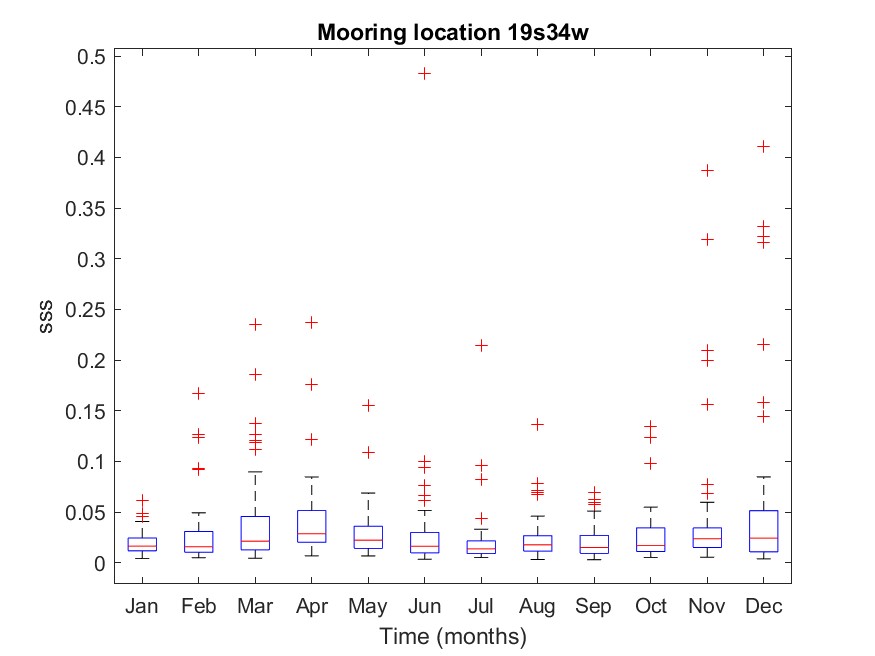 Mooring location 19s34w
0.5
0.45
0.4
0.35
0.3
0.25
0.2
0.15
0.1
0.05
0
sss
Jan Feb Mar Apr May Jun Jul Aug Sep Oct Nov Dec
Time (months)